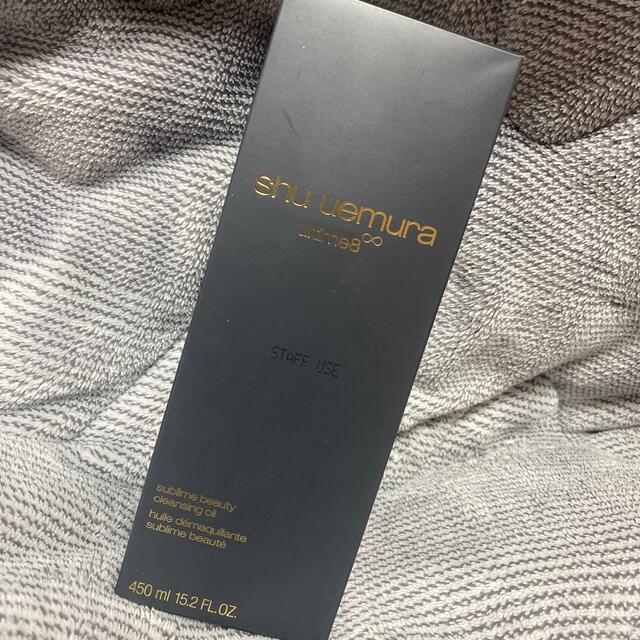 shu uemura
ultime8∞
STAFF USE
sublime beauty
cleansing oil
huile démaquillante
sublime beauté
450 ml 15.2 FL.OZ.